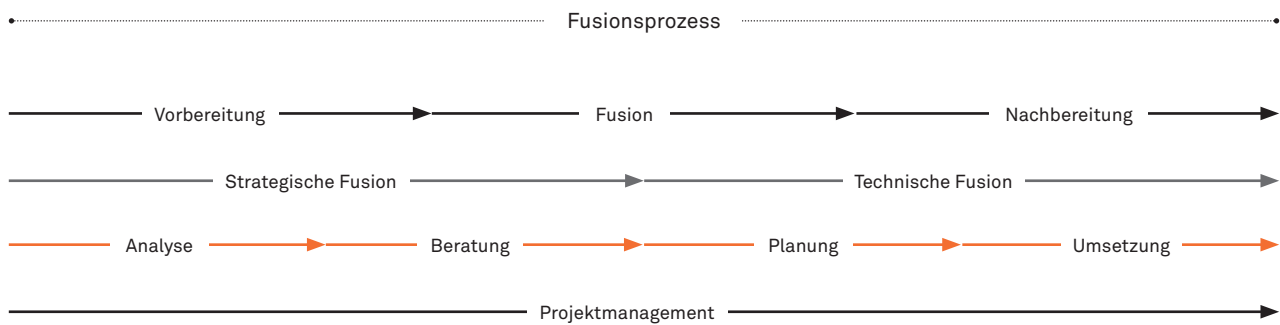 Fusionsprozess
Vorbereitung Fusion Nachbereitung
Strategische Fusion Technische Fusion
Analyse Beratung Planung Umsetzung
Projektmanagement